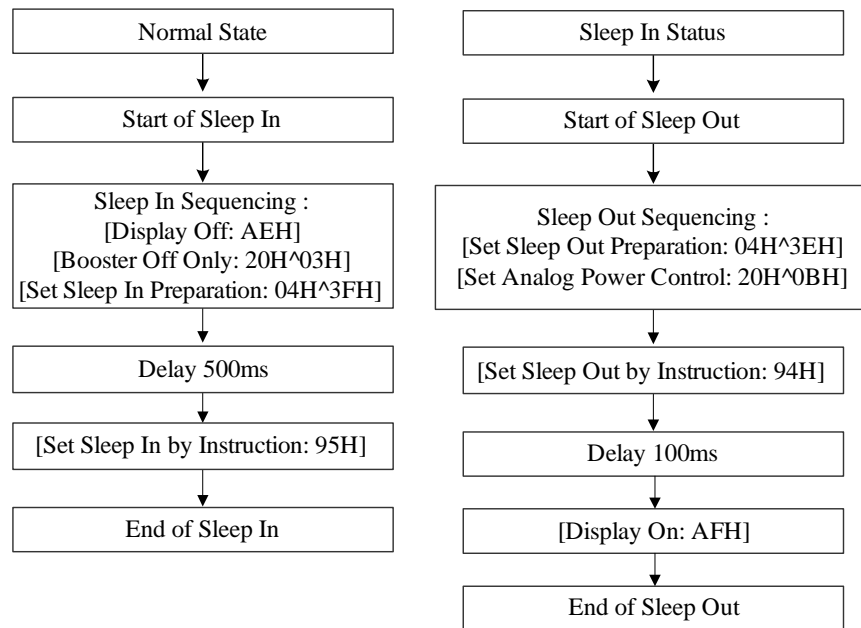 Normal State
Start of Sleep In
Sleep In Sequencing :
[Display Off: AEH]
[Booster Off Only: 20H^03H]
[Set Sleep In Preparation: 04H^3FH]
Delay 500ms
[Set Sleep In by Instruction: 95H]
End of Sleep In
Sleep In Status
Start of Sleep Out
Sleep Out Sequencing :
[Set Sleep Out Preparation: 04H^3EH]
[Set Analog Power Control: 20H^0BH]
[Set Sleep Out by Instruction: 94H]
Delay 100ms
[Display On: AFH]
End of Sleep Out